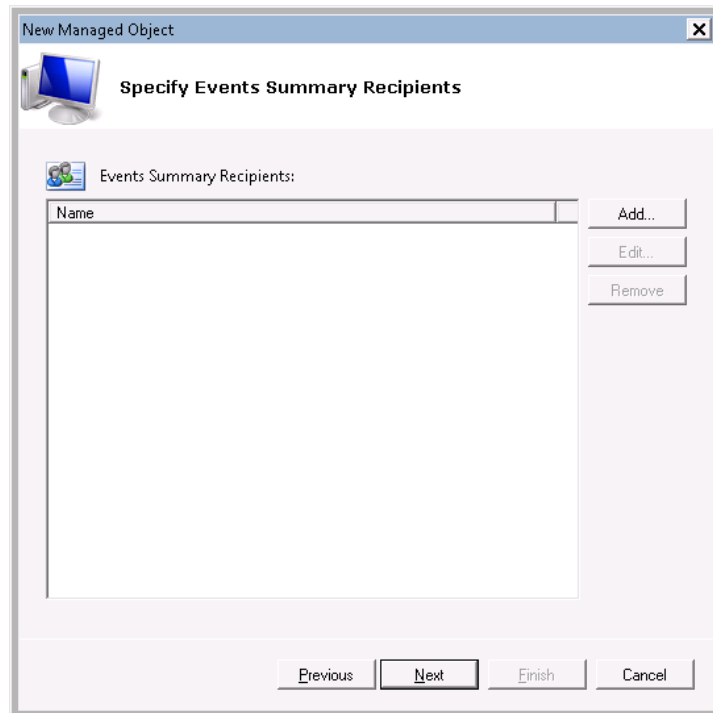 New Managed Object
Specify Events Summary Recipients
Events Summary Recipients:
Name
Add...
Edit...
Remove
Previous Next Finish Cancel